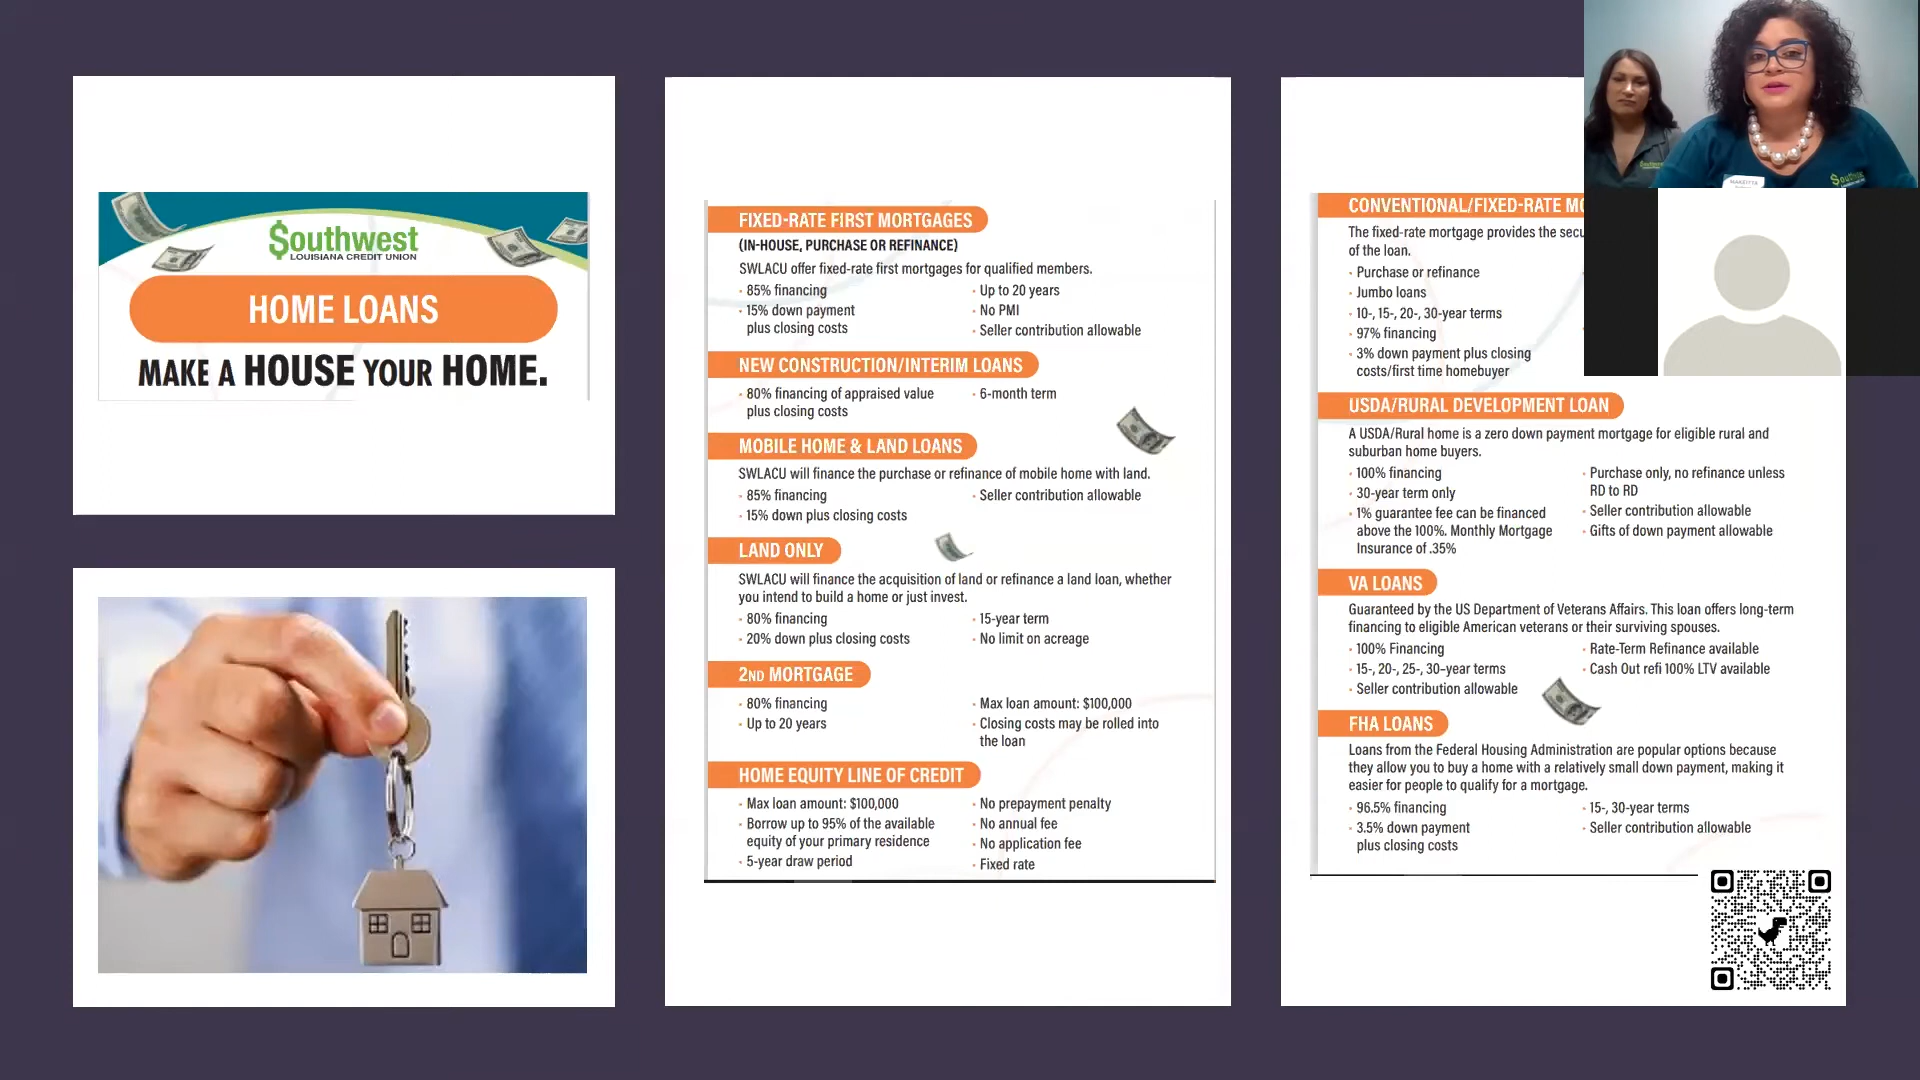 $outhwest
LOUISIANA CREDIT UNION
HOME LOANS
MAKE A HOUSE YOUR HOME.
FIXED-RATE FIRST MORTGAGES
(IN-HOUSE, PURCHASE OR REFINANCE)
SWLACU offer fixed-rate first mortgages for qualified members.
· 85% financing
· 15% down payment
plus closing costs
· Up to 20 years
· No PMI
· Seller contribution allowable
NEW CONSTRUCTION/INTERIM LOANS
· 80% financing of appraised value
plus closing costs
· 6-month term
MOBILE HOME & LAND LOANS
SWLACU will finance the purchase or refinance of mobile home with land.
· 85% financing
· 15% down plus closing costs
· Seller contribution allowable
LAND ONLY
SWLACU will finance the acquisition of land or refinance a land loan, whether
you intend to build a home or just invest.
· 80% financing
· 20% down plus closing costs
· 15-year term
· No limit on acreage
2ND MORTGAGE
· 80% financing
· Up to 20 years
· Max loan amount: $100,000
· Closing costs may be rolled into
the loan
HOME EQUITY LINE OF CREDIT
· Max loan amount: $100,000
· Borrow up to 95% of the available
equity of your primary residence
· 5-year draw period
· No prepayment penalty
· No annual fee
· No application fee
· Fixed rate
CONVENTIONAL/FIXED-RATE MO
The fixed-rate mortgage provides the secu
of the loan.
· Purchase or refinance
· Jumbo loans
· 10-, 15-, 20-, 30-year terms
· 97% financing
· 3% down payment plus closing
costs/first time homebuyer
USDA/RURAL DEVELOPMENT LOAN
A USDA/Rural home is a zero down payment mortgage for eligible rural and
suburban home buyers.
· 100% financing
· 30-year term only
· 1% guarantee fee can be financed
above the 100%. Monthly Mortgage
Insurance of .35%
· Purchase only, no refinance unless
RD to RD
· Seller contribution allowable
· Gifts of down payment allowable
VA LOANS
Guaranteed by the US Department of Veterans Affairs. This loan offers long-term
financing to eligible American veterans or their surviving spouses.
· 100% Financing
· 15-, 20-, 25-, 30-year terms
· Seller contribution allowable
· Rate-Term Refinance available
· Cash Out refi 100% LTV available
FHA LOANS
Loans from the Federal Housing Administration are popular options because
they allow you to buy a home with a relatively small down payment, making it
easier for people to qualify for a mortgage.
· 96.5% financing
· 3.5% down payment
plus closing costs
· 15-, 30-year terms
· Seller contribution allowable